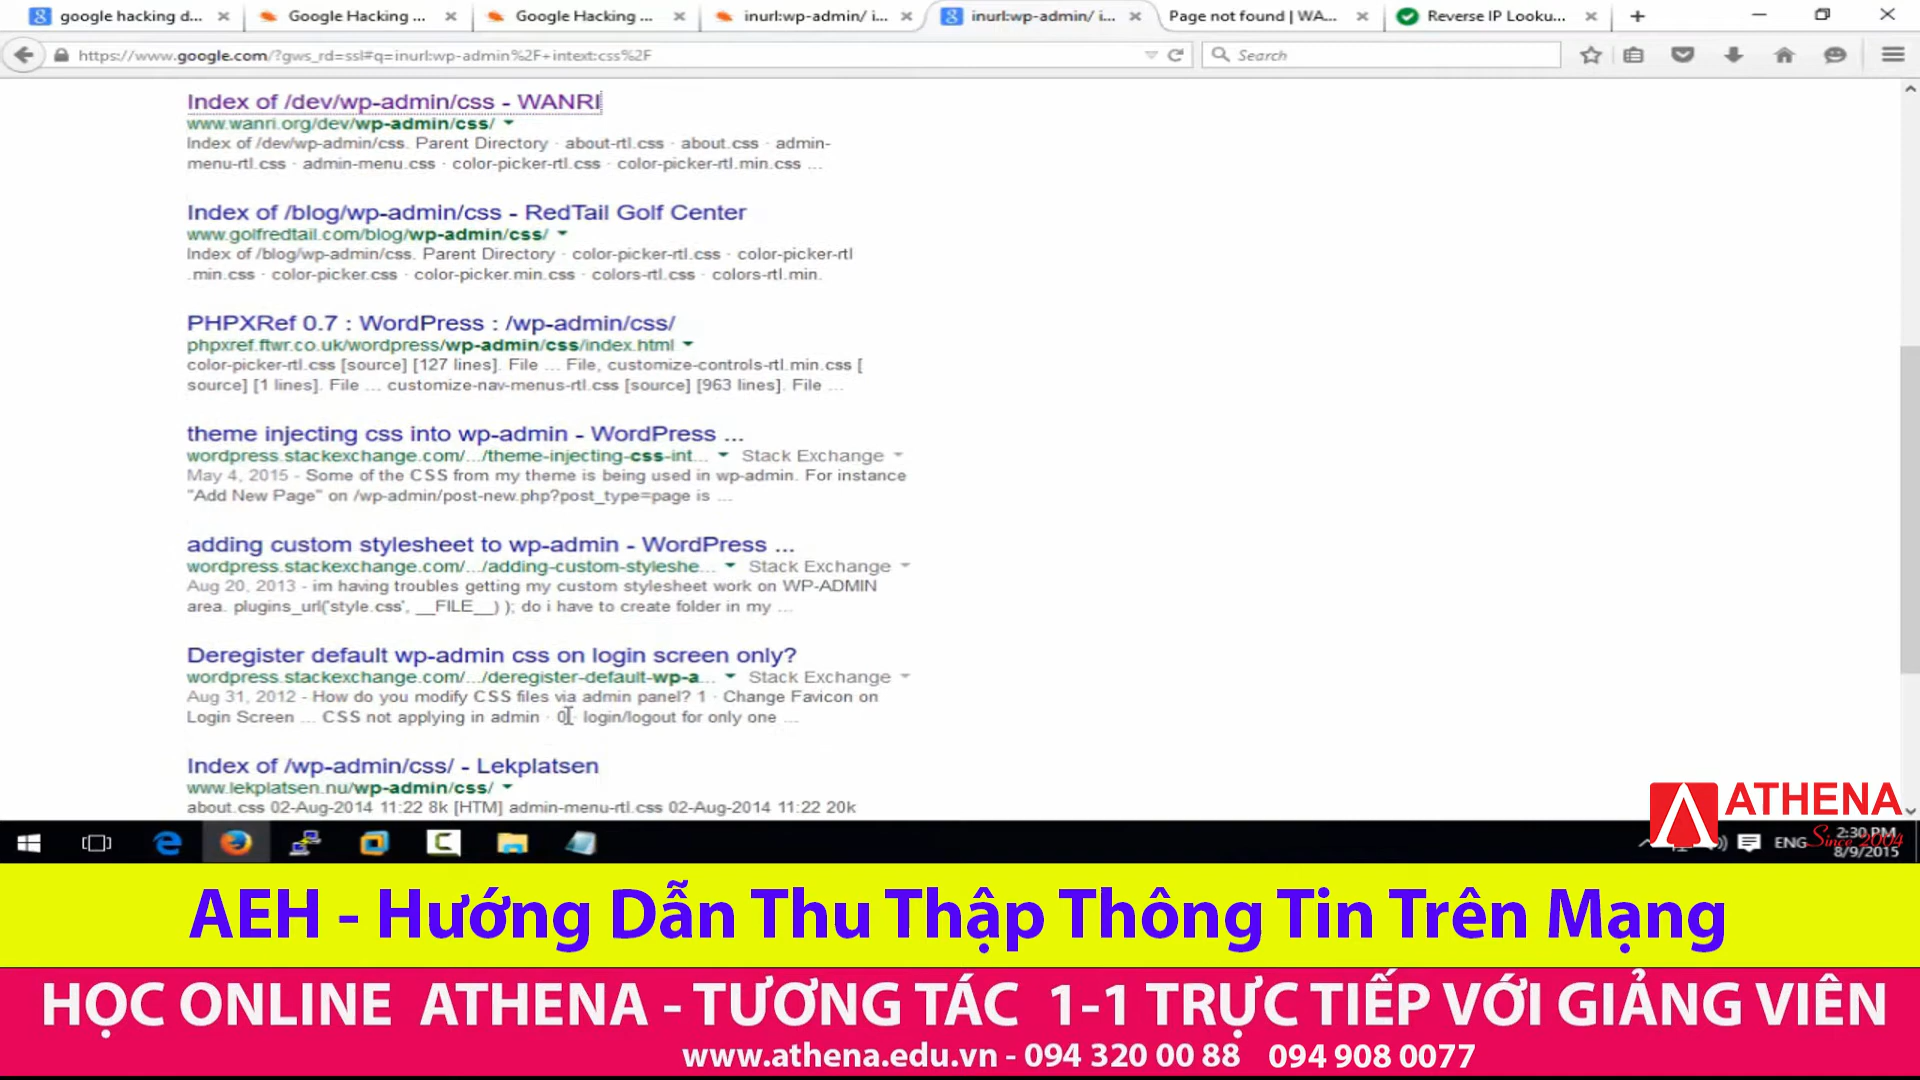 google hacking d...
Google Hacking ...
Google Hacking ...
inurl:wp-admin/ i...
inurl:wp-admin/ i...
Page not found | WA...
Reverse IP Looku...
https://www.google.com/?gws_rd=ssl#q=inurl:wp-admin%2F+intext:css%2F
Search
Index of /dev/wp-admin/css - WANRI
www.wanri.org/dev/wp-admin/css/
Index of /dev/wp-admin/css. Parent Directory · about-rtl.css · about.css · admin-
menu-rtl.css · admin-menu.css · color-picker-rtl.css · color-picker-rtl.min.css ...
Index of /blog/wp-admin/css - RedTail Golf Center
www.golfredtail.com/blog/wp-admin/css/
Index of /blog/wp-admin/css. Parent Directory · color-picker-rtl.css · color-picker-rtl
.min.css · color-picker.css · color-picker.min.css · colors-rtl.css · colors-rtl.min.
PHPXRef 0.7 : WordPress : /wp-admin/css/
phpxref.ftwr.co.uk/wordpress/wp-admin/css/index.html
color-picker-rtl.css [source] [127 lines]. File ... File, customize-controls-rtl.min.css [
source] [1 lines]. File ... customize-nav-menus-rtl.css [source] [963 lines]. File ...
theme injecting css into wp-admin - WordPress ...
wordpress.stackexchange.com/.../theme-injecting-css-int... Stack Exchange
May 4, 2015 - Some of the CSS from my theme is being used in wp-admin. For instance
"Add New Page" on /wp-admin/post-new.php?post_type=page is ...
adding custom stylesheet to wp-admin - WordPress ...
wordpress.stackexchange.com/.../adding-custom-styleshe... Stack Exchange
Aug 20, 2013 - im having troubles getting my custom stylesheet work on WP-ADMIN
area. plugins_url('style.css', __FILE__) ); do i have to create folder in my ...
Deregister default wp-admin css on login screen only?
wordpress.stackexchange.com/.../deregister-default-wp-a... Stack Exchange
Aug 31, 2012 - How do you modify CSS files via admin panel? 1 · Change Favicon on
Login Screen ... CSS not applying in admin · 0 · login/logout for only one ...
Index of /wp-admin/css/ - Lekplatsen
www.lekplatsen.nu/wp-admin/css/
about.css 02-Aug-2014 11:22 8k [HTM] admin-menu-rtl.css 02-Aug-2014 11:22 20k
ATHENA
Since 2004
ENG
2:30 PM
8/9/2015
AEH - Hướng Dẫn Thu Thập Thông Tin Trên Mạng
HỌC ONLINE ATHENA - TƯƠNG TÁC 1-1 TRỰC TIẾP VỚI GIẢNG VIÊN
www.athena.edu.vn - 094 320 00 88 094 908 0077